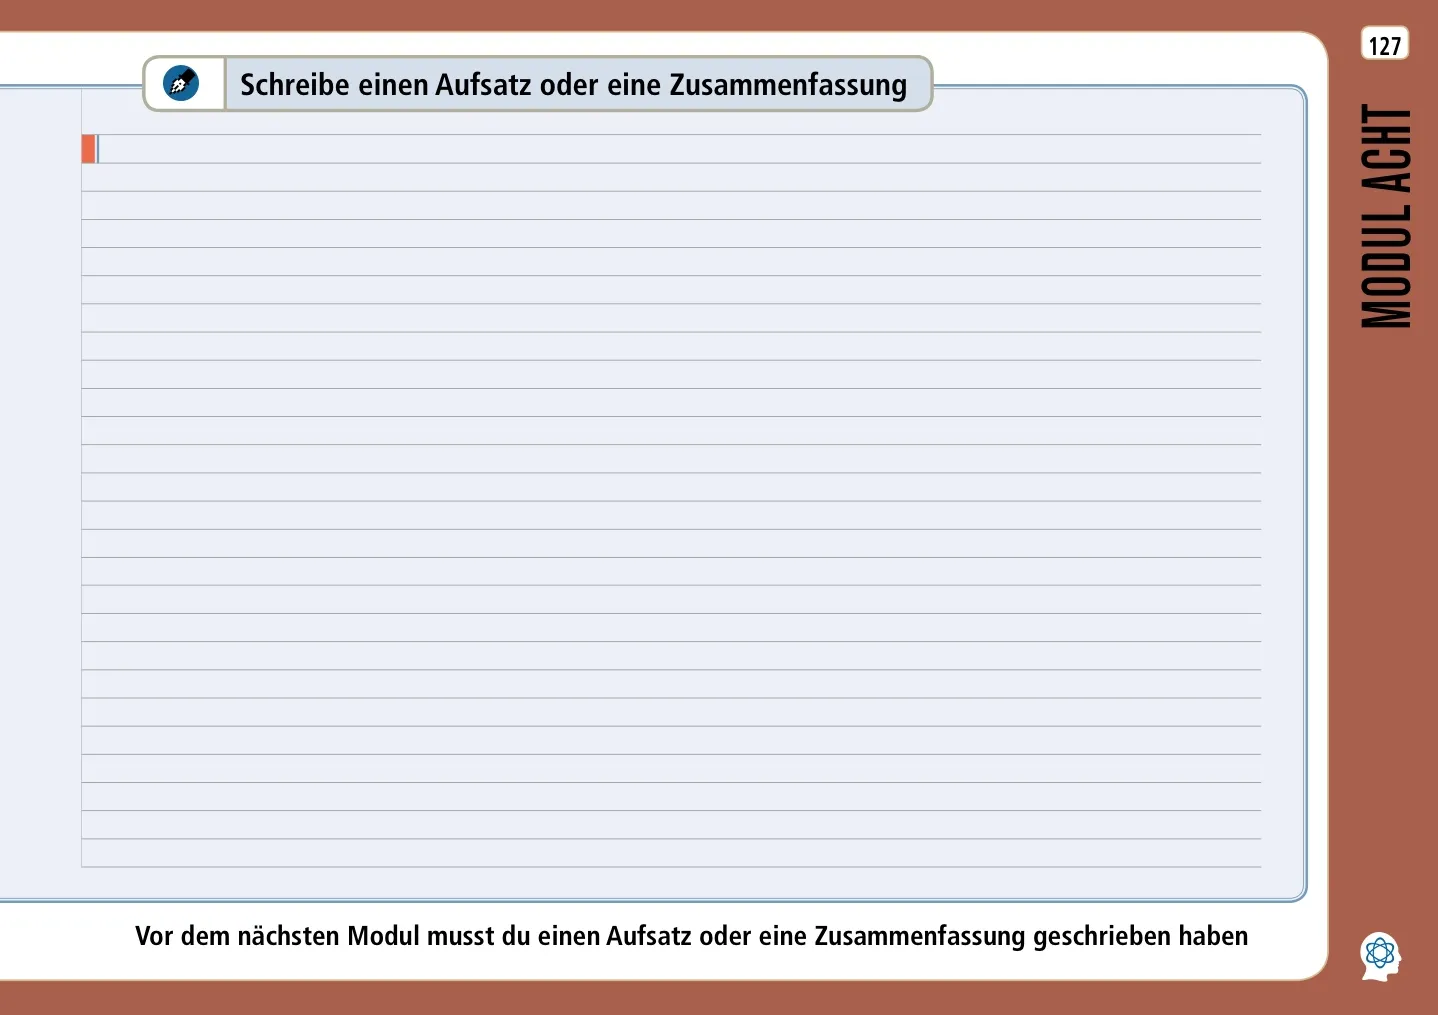 127
Schreibe einen Aufsatz oder eine Zusammenfassung
MODUL ACHT
Vor dem nächsten Modul musst du einen Aufsatz oder eine Zusammenfassung geschrieben haben